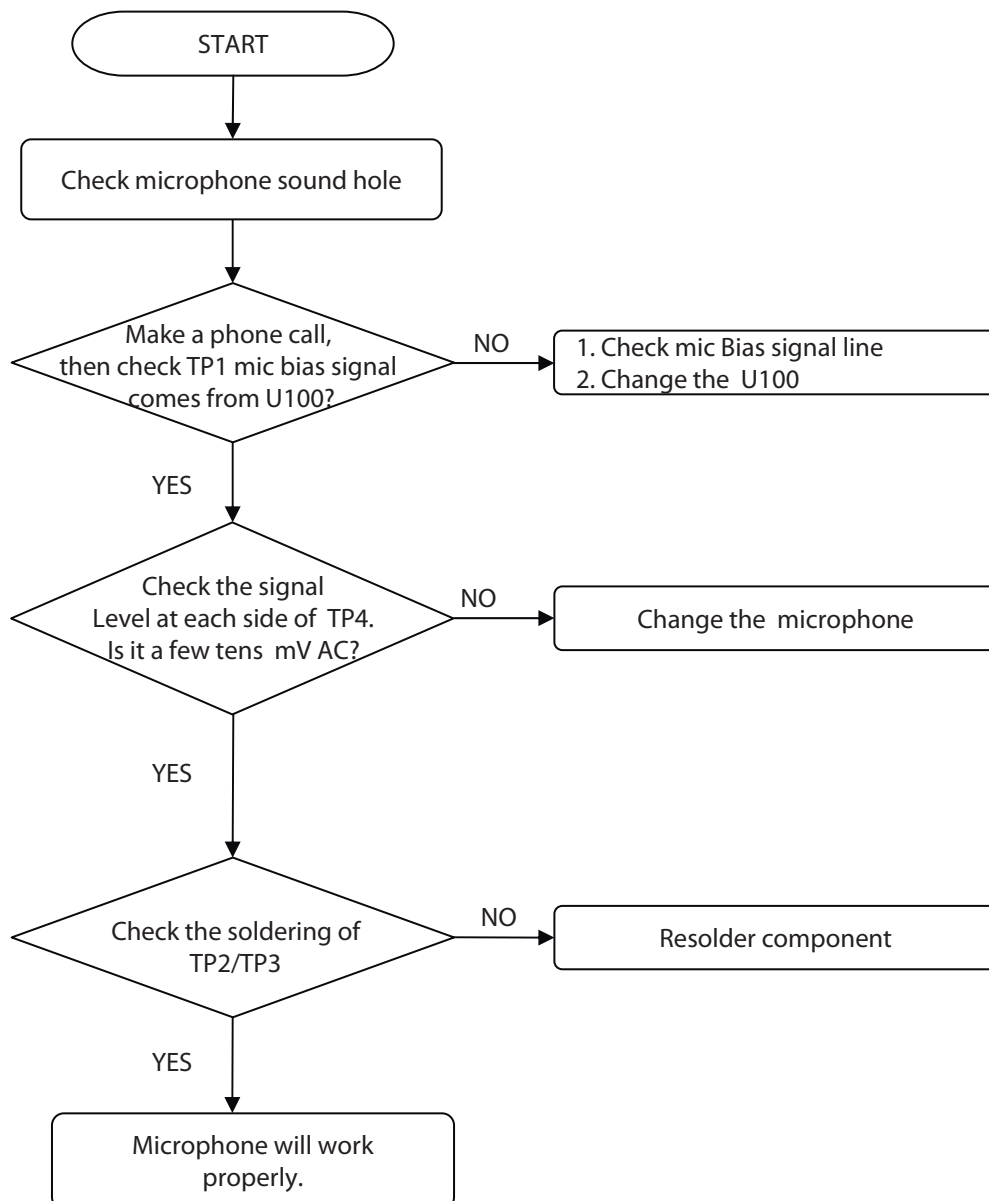 START
Check microphone sound hole
Make a phone call,
then check TP1 mic bias signal
comes from U100?
NO
1. Check mic Bias signal line
2. Change the U100
YES
Check the signal
Level at each side of TP4.
Is it a few tens mV AC?
NO
Change the microphone
YES
Check the soldering of
TP2/TP3
NO
Resolder component
YES
Microphone will work
properly.